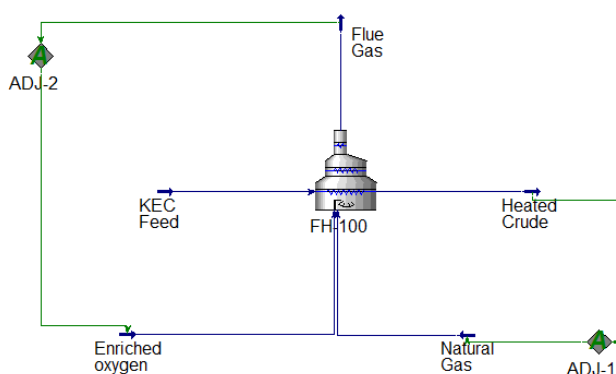 Flue
Gas
A
ADJ-2
KEC
Feed
FH-100
Heated
Crude
Enriched
oxygen
Natural
Gas
A
ADJ-1